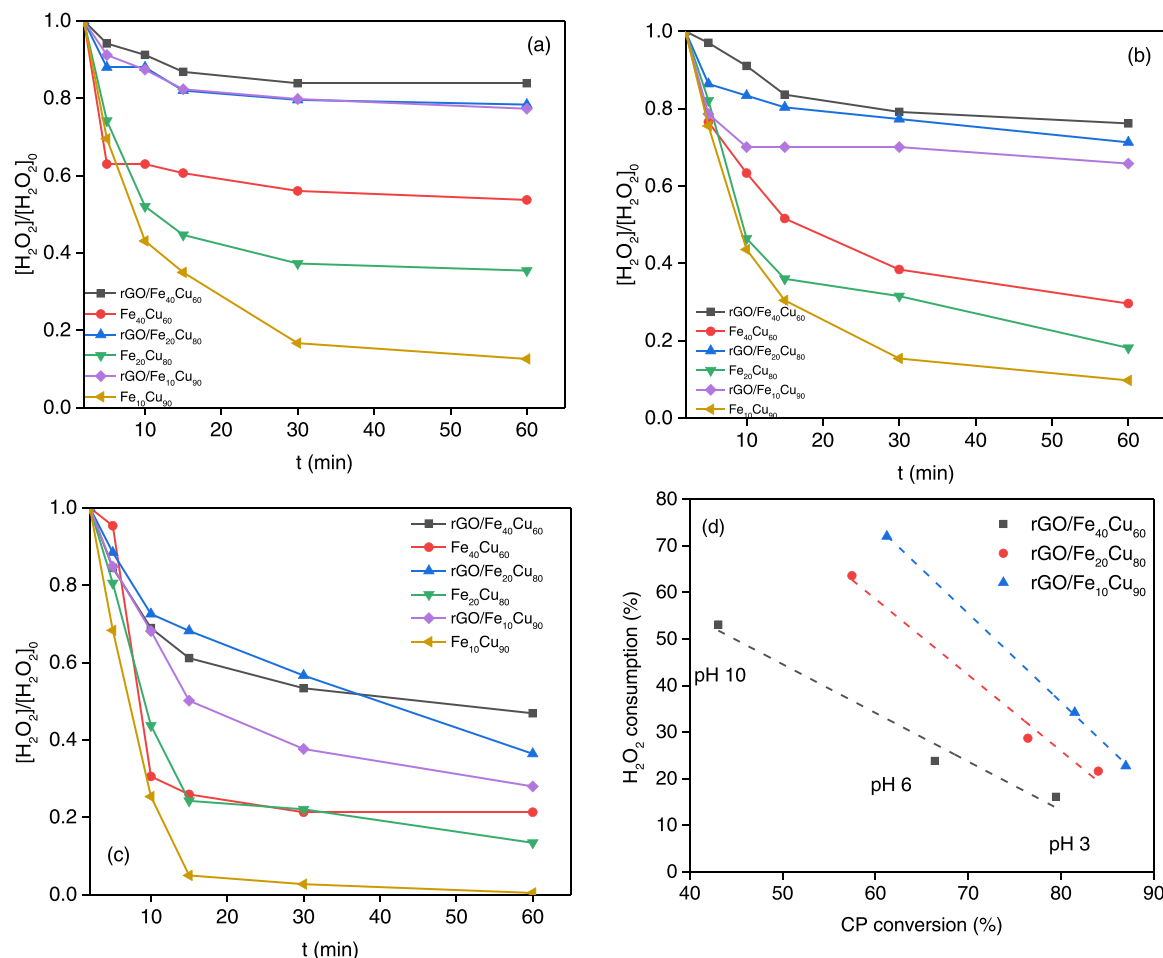 (a)
[H₂O₂]/[H₂O₂]₀
1.0
0.8
0.6
0.4
0.2
0.0
rGO/Fe₄₀Cu₆₀
Fe₄₀Cu₆₀
rGO/Fe₂₀Cu₈₀
Fe₂₀Cu₈₀
rGO/Fe₁₀Cu₉₀
Fe₁₀Cu₉₀
10 20 30 40 50 60
t (min)
(b)
[H₂O₂]/[H₂O₂]₀
1.0
0.8
0.6
0.4
0.2
0.0
rGO/Fe₄₀Cu₆₀
Fe₄₀Cu₆₀
rGO/Fe₂₀Cu₈₀
Fe₂₀Cu₈₀
rGO/Fe₁₀Cu₉₀
Fe₁₀Cu₉₀
10 20 30 40 50 60
t (min)
[H₂O₂]/[H₂O₂]₀
1.0
0.8
0.6
0.4
0.2
0.0
rGO/Fe₄₀Cu₆₀
Fe₄₀Cu₆₀
rGO/Fe₂₀Cu₈₀
Fe₂₀Cu₈₀
rGO/Fe₁₀Cu₉₀
Fe₁₀Cu₉₀
(c)
10 20 30 40 50 60
t (min)
(d)
H₂O₂ consumption (%)
80
70
60
50
40
30
20
10
0
rGO/Fe₄₀Cu₆₀
rGO/Fe₂₀Cu₈₀
rGO/Fe₁₀Cu₉₀
pH 10
pH 6
pH 3
40 50 60 70 80 90
CP conversion (%)